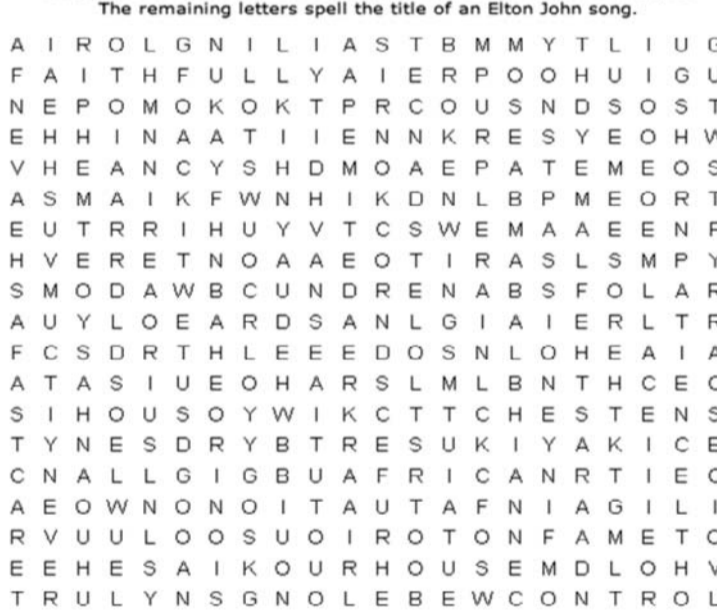 The remaining letters spell the title of an Elton John song.
A I R O L G N I L I A S T B M M Y T L I U
F A I T H F U L L Y A I E R P O O H U I G
N E P O M O K O K T P R C O U S N D S O S
E H H I N A A T I I E N N K R E S Y E O H
V H E A N C Y S H D M O A E P A T E M E O
A S M A I K F W N H I K D N L B P M E O R
E U T R R I H U Y V T C S W E M A A E E N
H V E R E T N O A A E O T I R A S L S M P
S M O D A W B C U N D R E N A B S F O L A
A U Y L O E A R D S A N L G I A I E R L T
F C S D R T H L E E E D O S N L O H E A I
A T A S I U E O H A R S L M L B N T H C E
S I H O U S O Y W I K C T T C H E S T E N
T Y N E S D R Y B T R E S U K I Y A K I C
C N A L L G I G B U A F R I C A N R T I E
A E O W N O N O I T A U T A F N I A G I L
R V U U L O O S U O I R O T O N F A M E T
E E H E S A I K O U R H O U S E M D L O H
T R U L Y N S G N O L E B E W C O N T R O